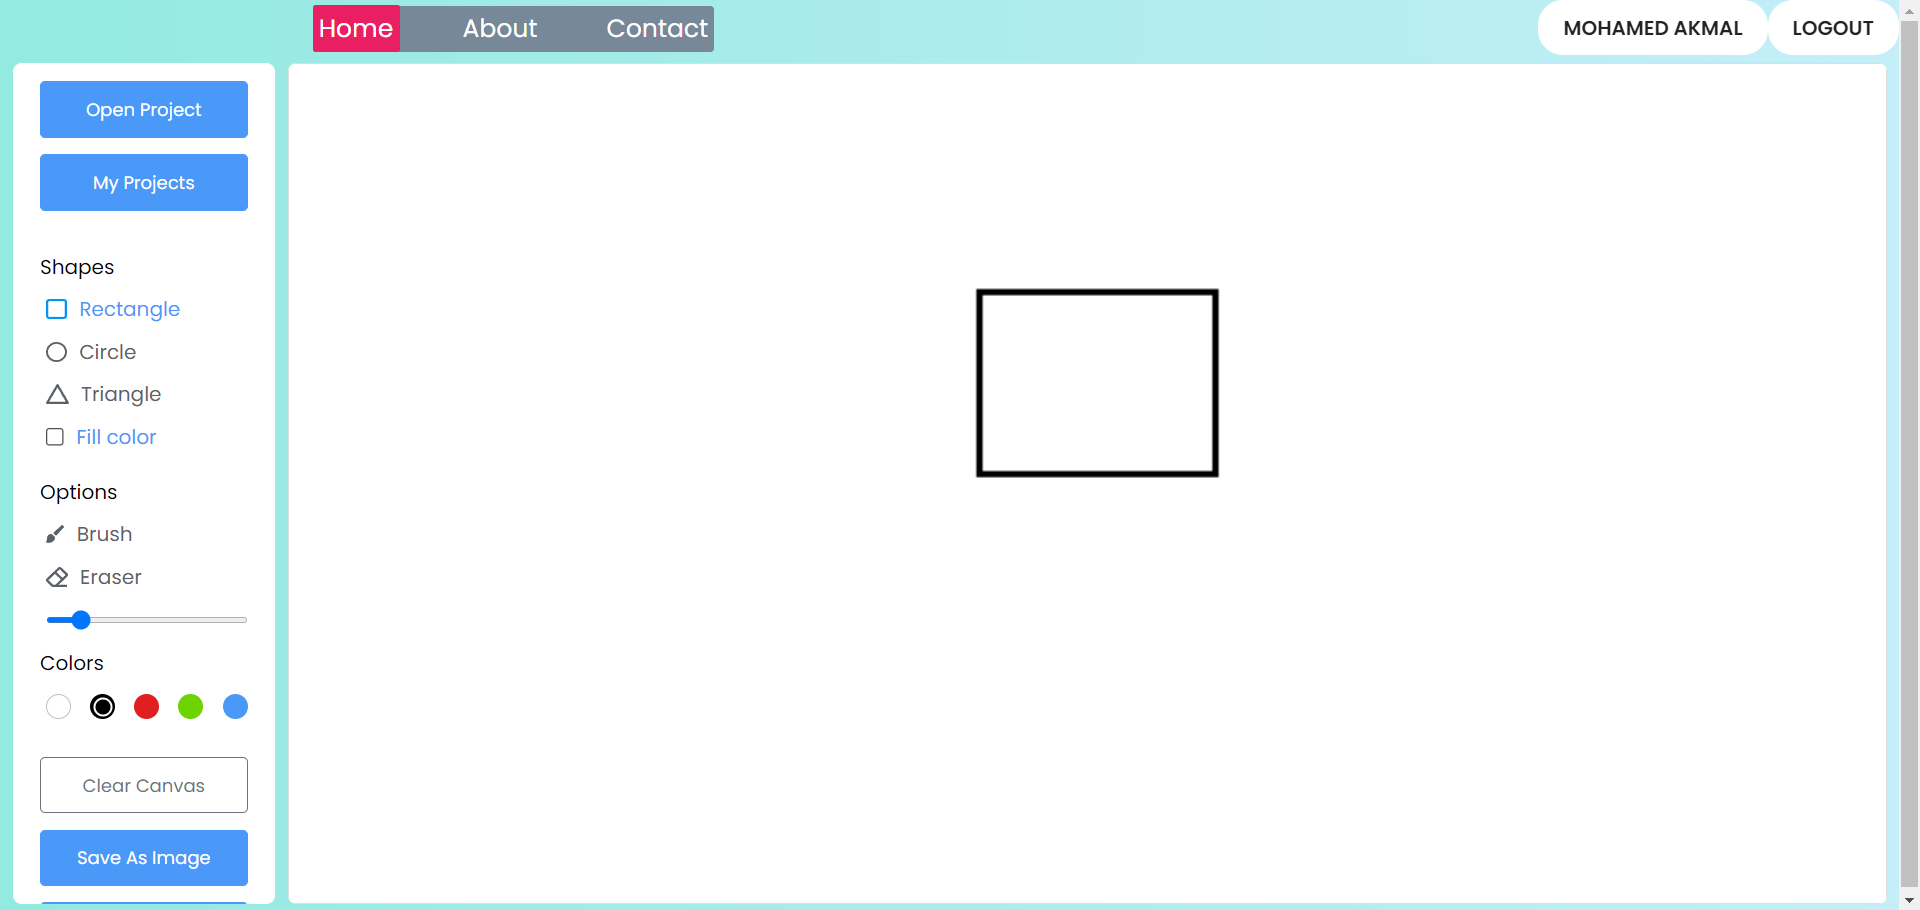 Home About Contact
MOHAMED AKMAL LOGOUT
Open Project
My Projects
Shapes
Rectangle
Circle
Triangle
Fill color
Options
Brush
Eraser
Colors
Clear Canvas
Save As Image